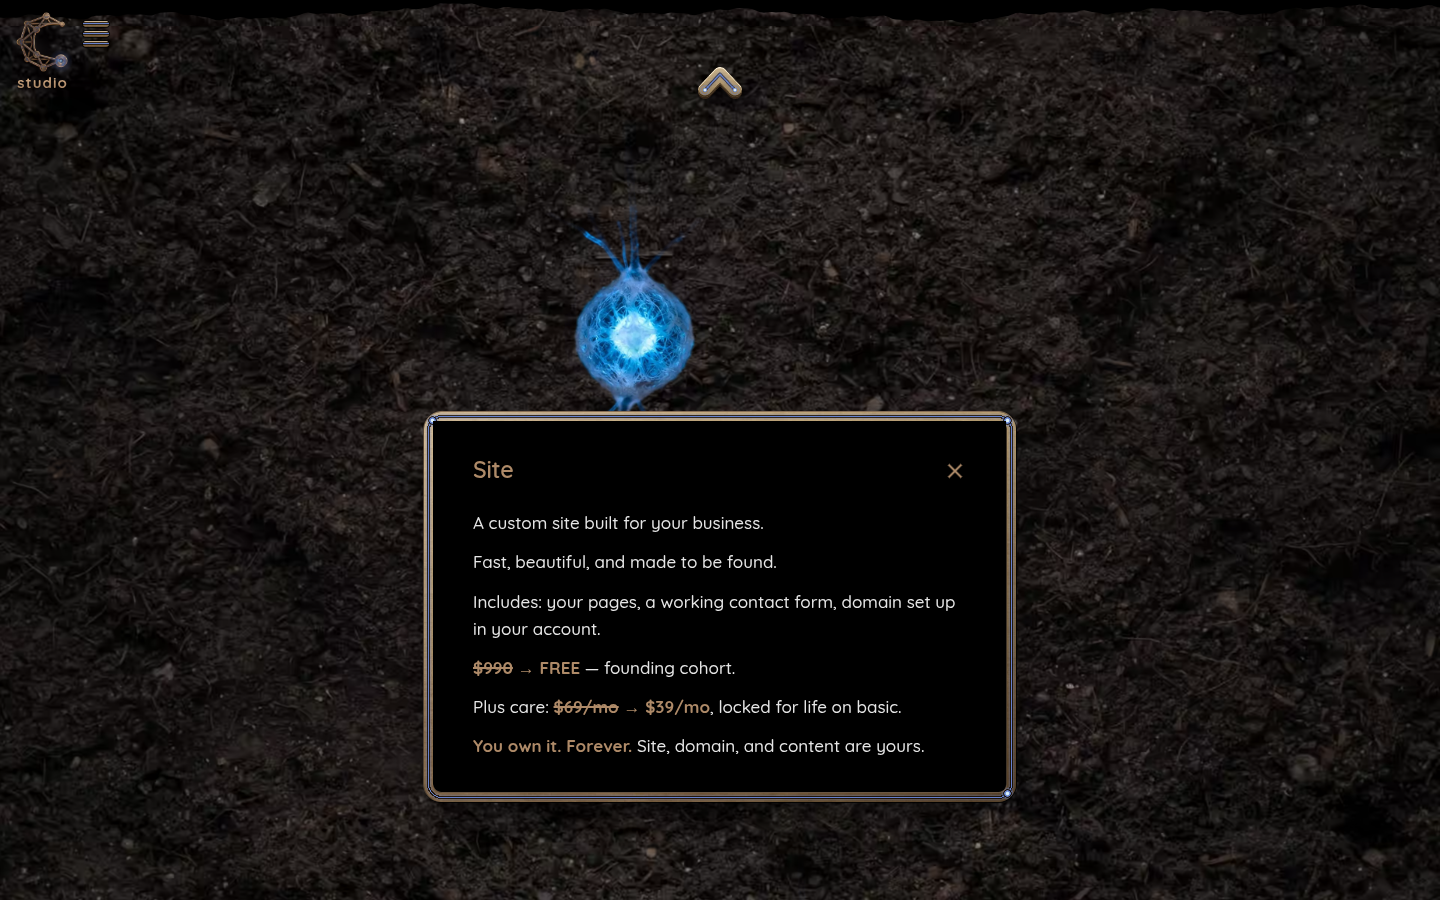 studio
Site
A custom site built for your business.
Fast, beautiful, and made to be found.
Includes: your pages, a working contact form, domain set up
in your account.
$990 → FREE — founding cohort.
Plus care: $69/mo → $39/mo, locked for life on basic.
You own it. Forever. Site, domain, and content are yours.